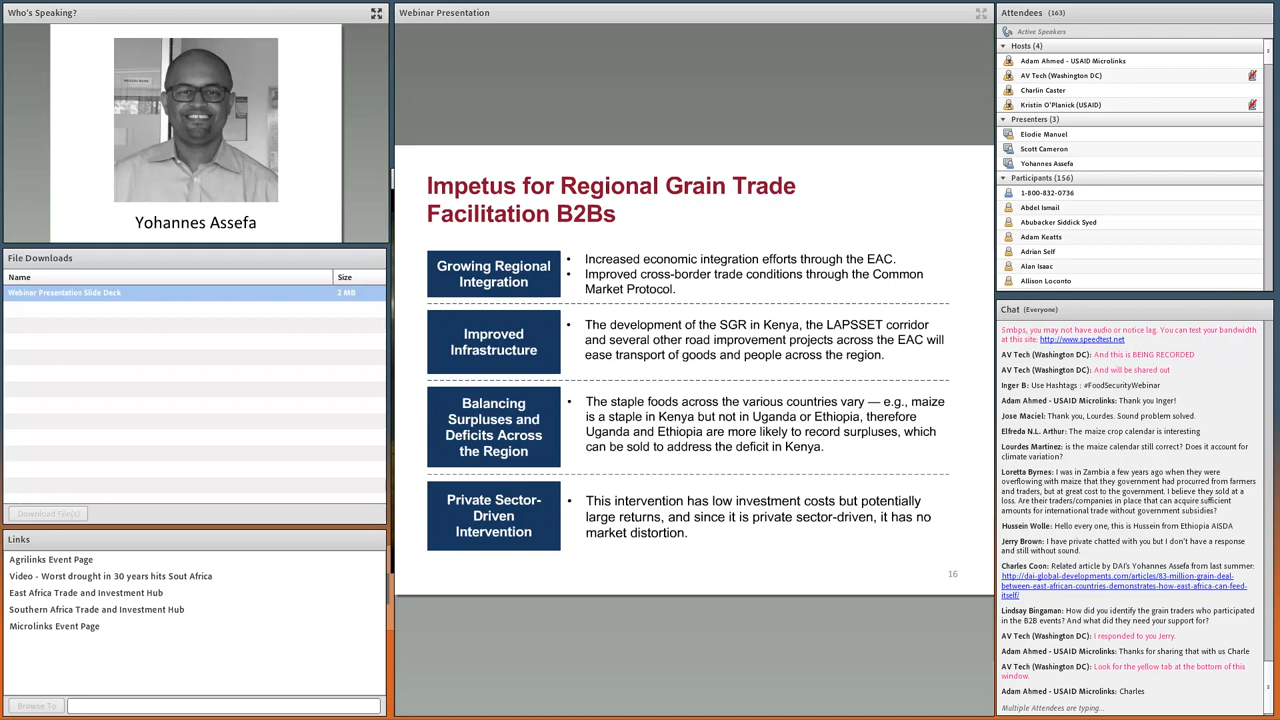 Who's Speaking?
Yohannes Assefa
File Downloads
Name Size
Webinar Presentation Slide Deck 2 MB
Download File(s)
Links
Agrilinks Event Page
Video - Worst drought in 30 years hits Sout Africa
East Africa Trade and Investment Hub
Southern Africa Trade and Investment Hub
Microlinks Event Page
Browse To
Webinar Presentation
Impetus for Regional Grain Trade
Facilitation B2Bs
Growing Regional
Integration
• Increased economic integration efforts through the EAC.
• Improved cross-border trade conditions through the Common
Market Protocol.
Improved
Infrastructure
• The development of the SGR in Kenya, the LAPSSET corridor
and several other road improvement projects across the EAC will
ease transport of goods and people across the region.
Balancing
Surpluses and
Deficits Across
the Region
• The staple foods across the various countries vary — e.g., maize
is a staple in Kenya but not in Uganda or Ethiopia, therefore
Uganda and Ethiopia are more likely to record surpluses, which
can be sold to address the deficit in Kenya.
Private Sector-
Driven
Intervention
• This intervention has low investment costs but potentially
large returns, and since it is private sector-driven, it has no
market distortion.
16
Attendees (163)
Active Speakers
Hosts (4)
Adam Ahmed - USAID Microlinks
AV Tech (Washington DC)
Charlin Caster
Kristin O'Planick (USAID)
Presenters (3)
Elodie Manuel
Scott Cameron
Yohannes Assefa
Participants (156)
1-800-832-0736
Abdel Ismail
Abubacker Siddick Syed
Adam Keatts
Adrian Self
Alan Isaac
Allison Loconto
Chat (Everyone)
5mbps, you may not have audio or notice lag. You can test your bandwidth
at this site: http://www.speedtest.net
AV Tech (Washington DC): And this is BEING RECORDED
AV Tech (Washington DC): And will be shared out
Inger B: Use Hashtags : #FoodSecurityWebinar
Adam Ahmed - USAID Microlinks: Thank you Inger!
Jose Maciel: Thank you, Lourdes. Sound problem solved.
Elfreda N.L. Arthur: The maize crop calendar is interesting
Lourdes Martinez: is the maize calendar still correct? Does it account for
climate variation?
Loretta Byrnes: I was in Zambia a few years ago when they were
overflowing with maize that they government had procured from farmers
and traders, but at great cost to the government. I believe they sold at a
loss. Are their traders/companies in place that can acquire sufficient
amounts for international trade without government subsidies?
Hussein Wolle: Hello every one, this is Hussein from Ethiopia AISDA
Jerry Brown: I have private chatted with you but I don't have a response
and still without sound.
Charles Coon: Related article by DAI's Yohannes Assefa from last summer:
http://dai-global-developments.com/articles/83-million-grain-deal-
between-east-african-countries-demonstrates-how-east-africa-can-feed-
itself/
Lindsay Bingaman: How did you identify the grain traders who participated
in the B2B events? And what did they need your support for?
AV Tech (Washington DC): I responded to you Jerry.
Adam Ahmed - USAID Microlinks: Thanks for sharing that with us Charle
AV Tech (Washington DC): Look for the yellow tab at the bottom of this
window.
Adam Ahmed - USAID Microlinks: Charles
Multiple Attendees are typing...